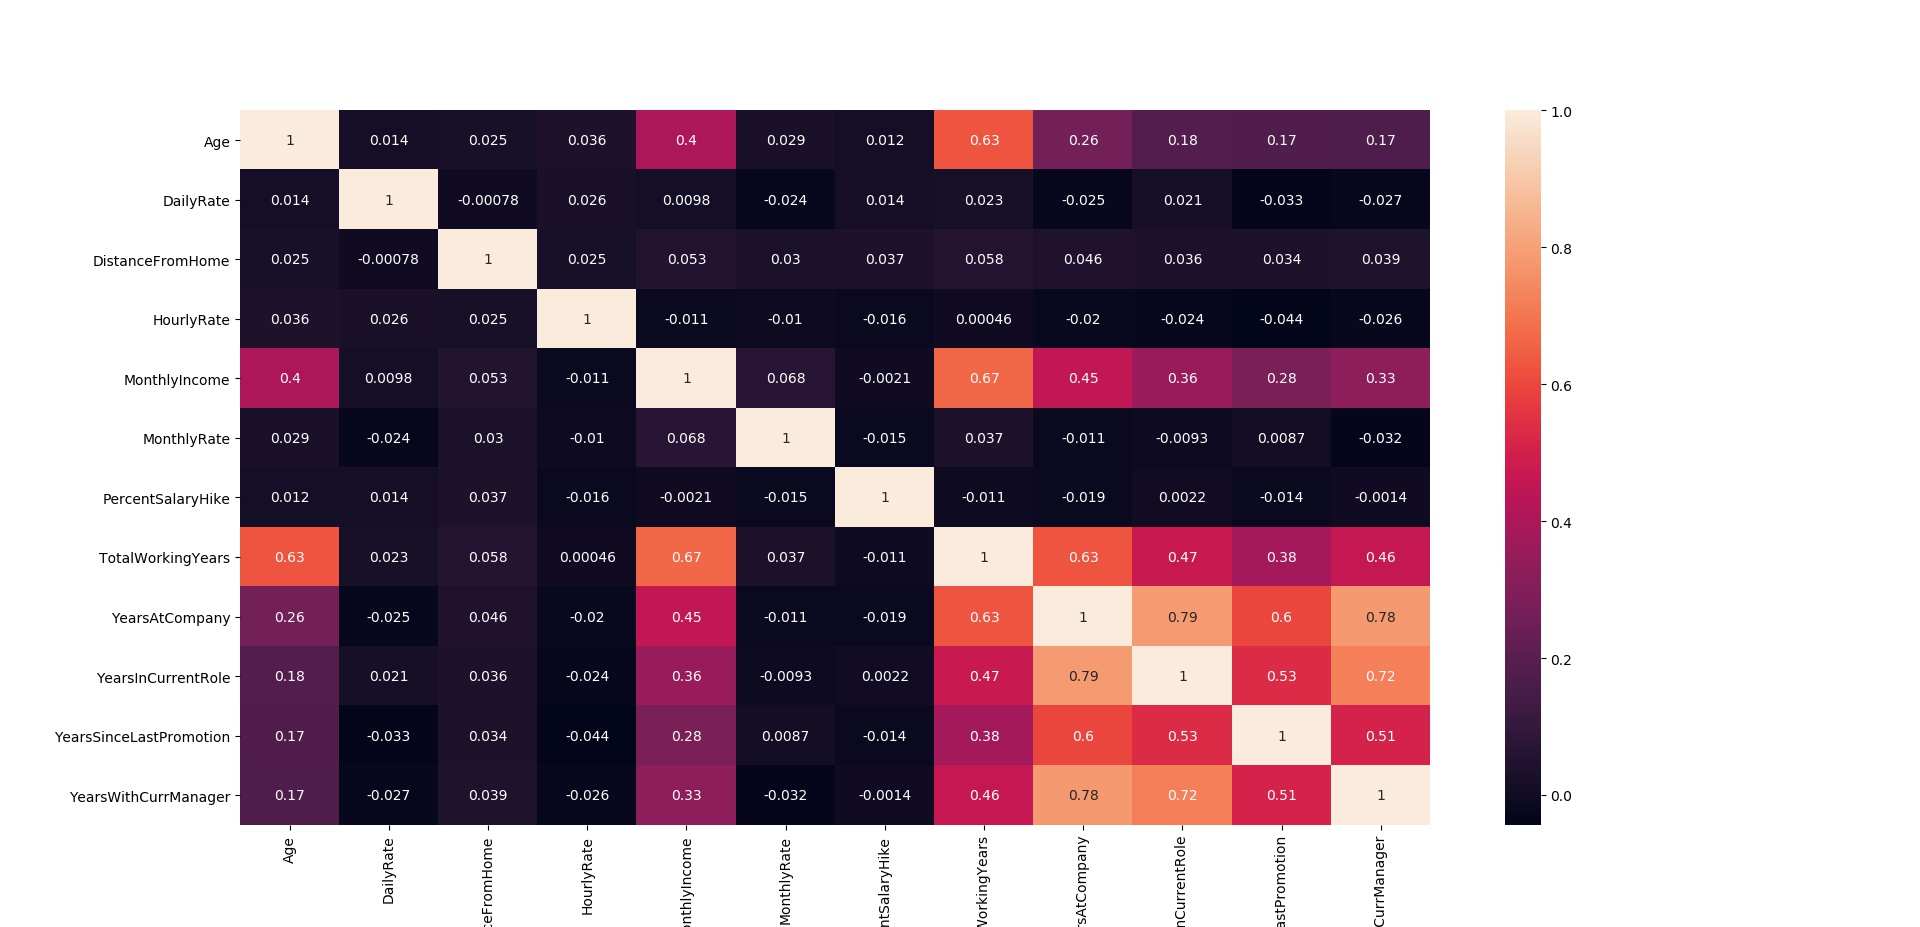 Age 1 0.014 0.025 0.036 0.4 0.029 0.012 0.63 0.26 0.18 0.17 0.17
DailyRate 0.014 1 -0.00078 0.026 0.0098 -0.024 0.014 0.023 -0.025 0.021 -0.033 -0.027
DistanceFromHome 0.025 -0.00078 1 0.025 0.053 0.03 0.037 0.058 0.046 0.036 0.034 0.039
HourlyRate 0.036 0.026 0.025 1 -0.011 -0.01 -0.016 0.00046 -0.02 -0.024 -0.044 -0.026
MonthlyIncome 0.4 0.0098 0.053 -0.011 1 0.068 -0.0021 0.67 0.45 0.36 0.28 0.33
MonthlyRate 0.029 -0.024 0.03 -0.01 0.068 1 -0.015 0.037 -0.011 -0.0093 0.0087 -0.032
PercentSalaryHike 0.012 0.014 0.037 -0.016 -0.0021 -0.015 1 -0.011 -0.019 0.0022 -0.014 -0.0014
TotalWorkingYears 0.63 0.023 0.058 0.00046 0.67 0.037 -0.011 1 0.63 0.47 0.38 0.46
YearsAtCompany 0.26 -0.025 0.046 -0.02 0.45 -0.011 -0.019 0.63 1 0.79 0.6 0.78
YearsInCurrentRole 0.18 0.021 0.036 -0.024 0.36 -0.0093 0.0022 0.47 0.79 1 0.53 0.72
YearsSinceLastPromotion 0.17 -0.033 0.034 -0.044 0.28 0.0087 -0.014 0.38 0.6 0.53 1 0.51
YearsWithCurrManager 0.17 -0.027 0.039 -0.026 0.33 -0.032 -0.0014 0.46 0.78 0.72 0.51 1
Age
DailyRate
ceFromHome
HourlyRate
onthlyIncome
MonthlyRate
ntSalaryHike
WorkingYears
rsAtCompany
nCurrentRole
astPromotion
CurrManager
1.0
0.8
0.6
0.4
0.2
0.0